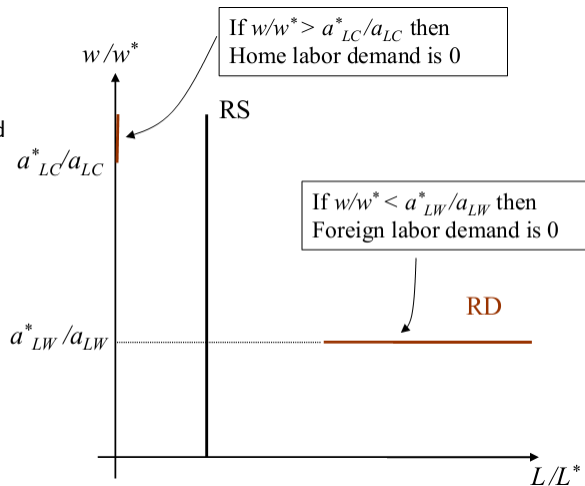 If w/w* > a*LC/aLC then
Home labor demand is 0
w/w*
RS
d
a*LC/aLC
If w/w* < a*LW/aLW then
Foreign labor demand is 0
RD
a*LW/aLW
L/L*